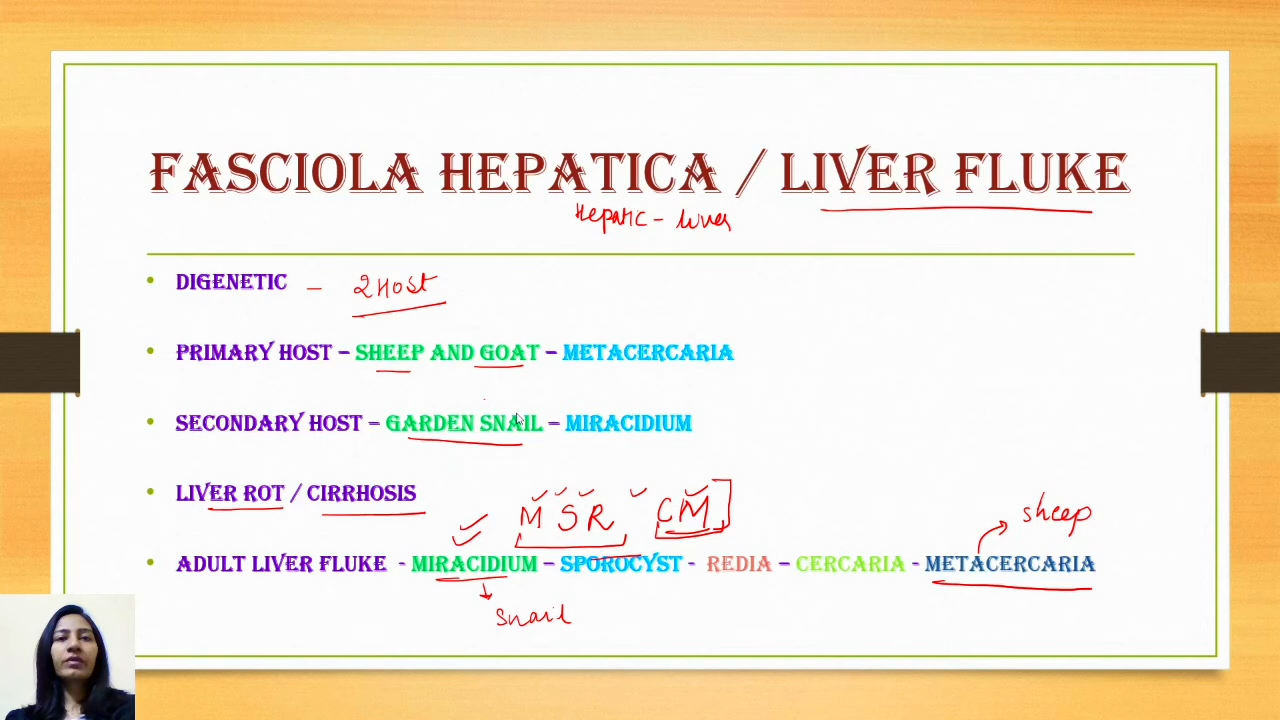 FASCIOLA HEPATICA / LIVER FLUKE
Hepatic - liver
• DIGENETIC - 2 Host
• PRIMARY HOST – SHEEP AND GOAT – METACERCARIA
• SECONDARY HOST – GARDEN SNAIL – MIRACIDIUM
• LIVER ROT / CIRRHOSIS
M S R C M
sheep
• ADULT LIVER FLUKE - MIRACIDIUM – SPOROCYST - REDIA – CERCARIA - METACERCARIA
Snail